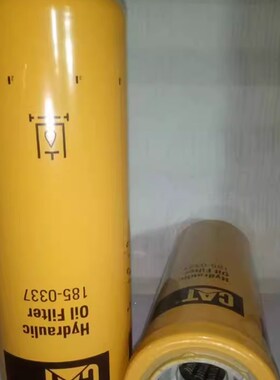 CAT
Hydraulic
Oil Filter
185-0337
CAT
Hydraulic
Oil Filter